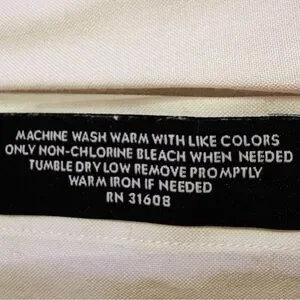 MACHINE WASH WARM WITH LIKE COLORS
ONLY NON-CHLORINE BLEACH WHEN NEEDED
TUMBLE DRY LOW REMOVE PROMPTLY
WARM IRON IF NEEDED
RN 31608